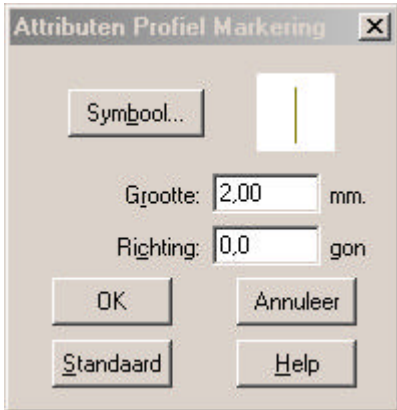 Attributen Profiel Markering
Symbool...
Grootte: 2,00 mm.
Richting: 0,0 gon
OK Annuleer
Standaard Help